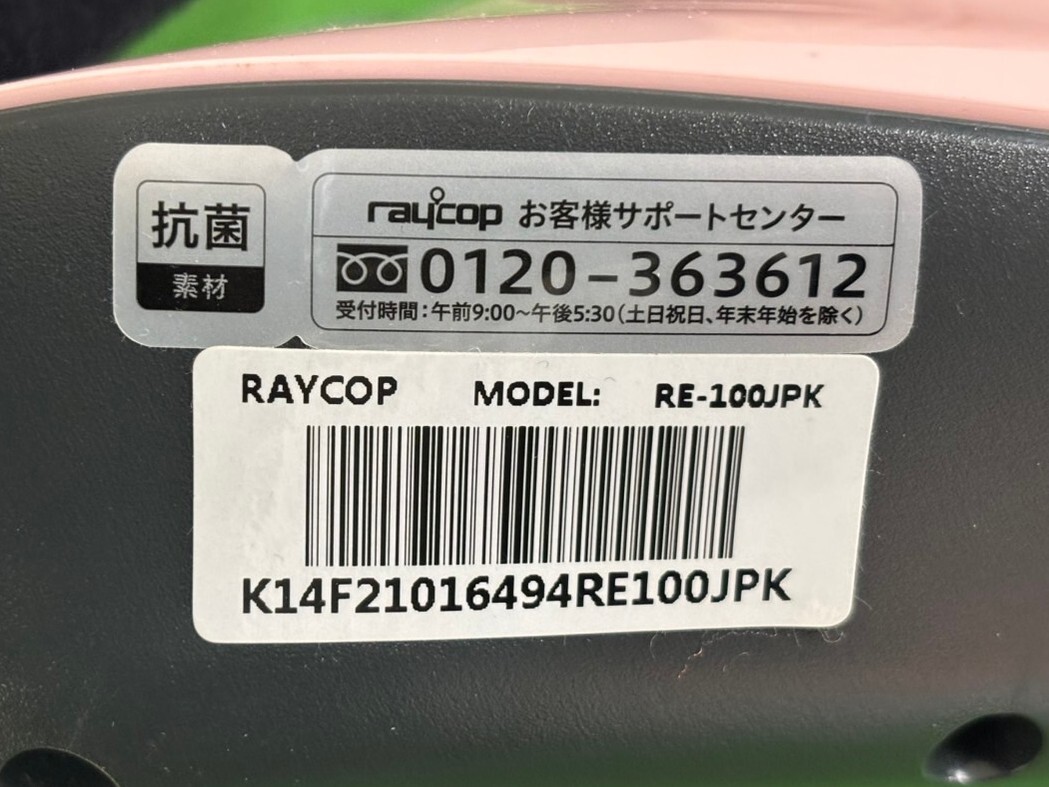 抗菌
素材
raycop お客様サポートセンター
0120-363612
受付時間:午前9:00~午後5:30(土日祝日、年末年始を除く)
RAYCOP MODEL: RE-100JPK
K14F21016494RE100JPK